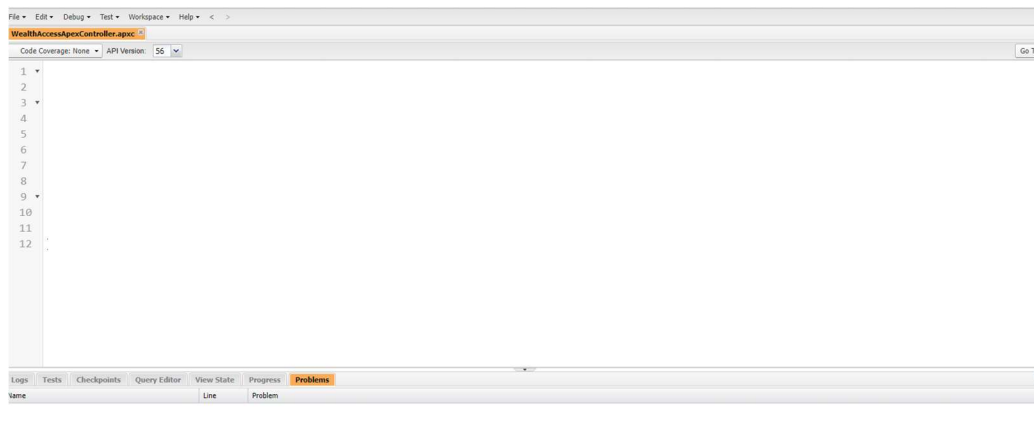 File Edit Debug Test Workspace Help < >
WealthAccessApexController.apxc
Code Coverage: None API Version: 56 Go T
1
2
3
4
5
6
7
8
9
10
11
12
Logs Tests Checkpoints Query Editor View State Progress Problems
Name Line Problem